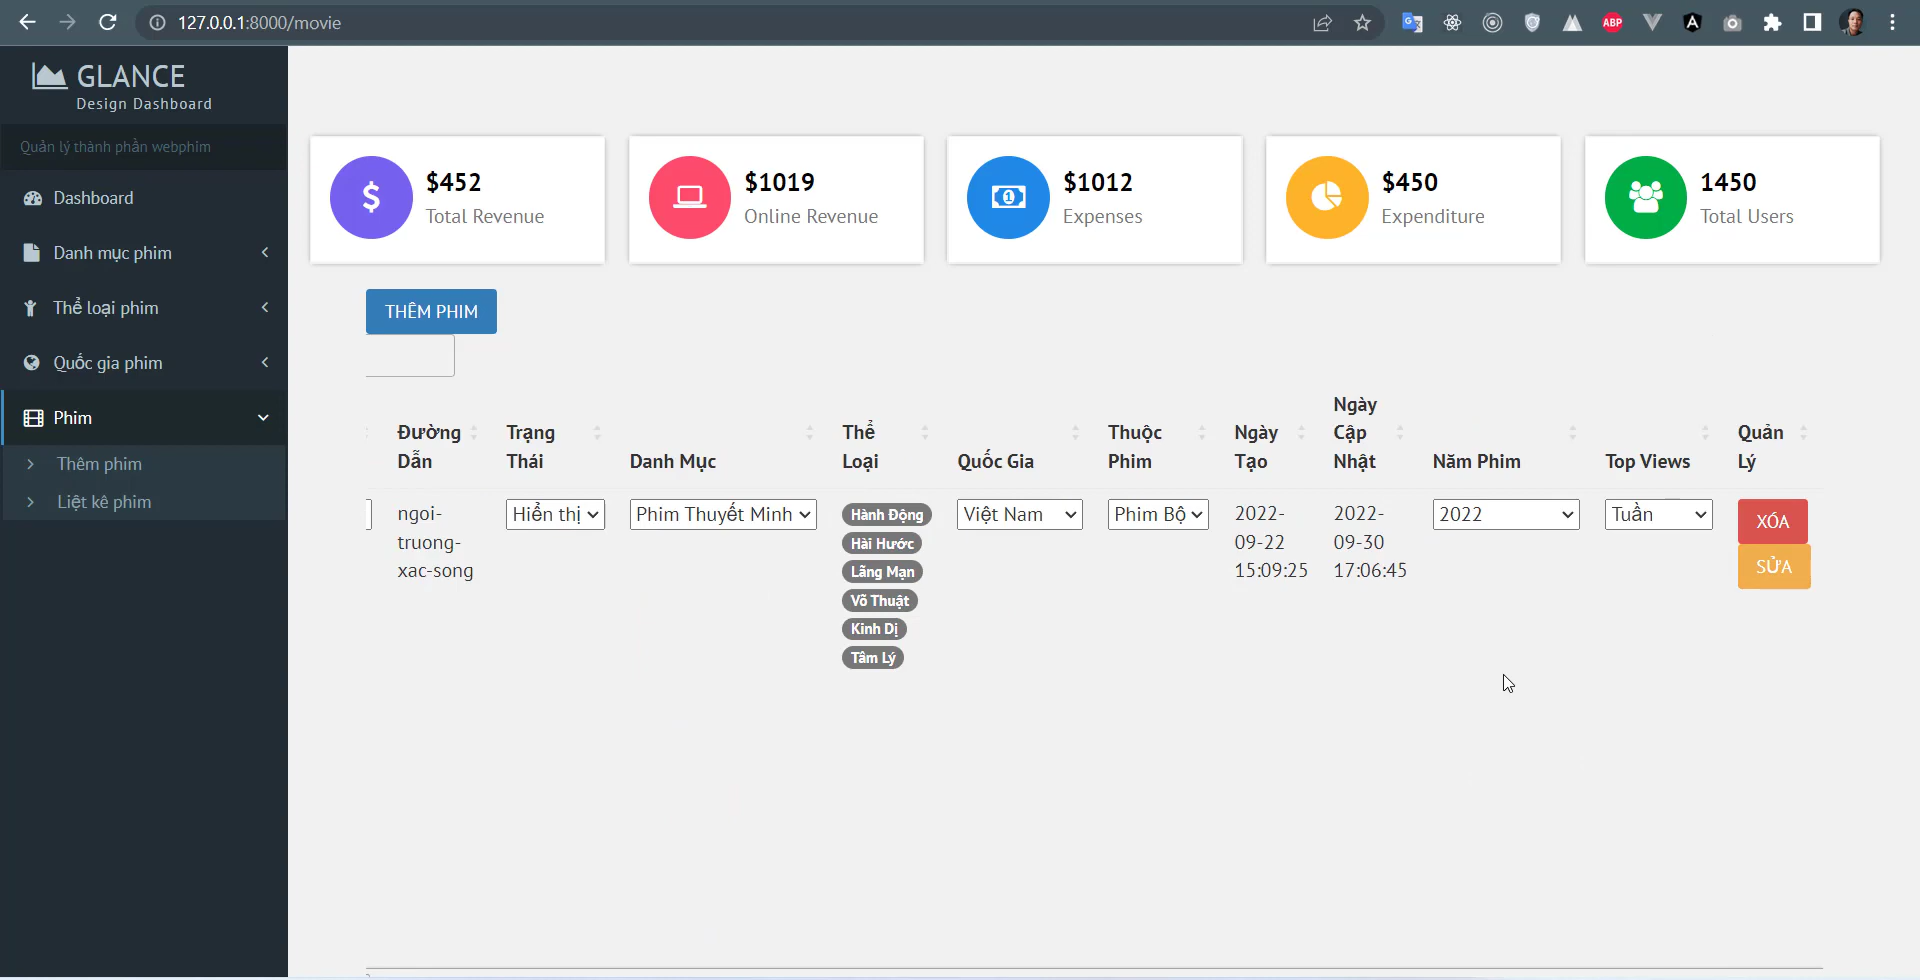 127.0.0.1:8000/movie
ABP
GLANCE
Design Dashboard
Quản lý thành phần webphim
Dashboard
Danh mục phim
Thể loại phim
Quốc gia phim
Phim
Thêm phim
Liệt kê phim
$452
Total Revenue
$1019
Online Revenue
$1012
Expenses
$450
Expenditure
1450
Total Users
THÊM PHIM
Đường Dẫn
Trạng Thái
Danh Mục
Thể Loại
Quốc Gia
Thuộc Phim
Ngày Tạo
Ngày Cập Nhật
Năm Phim
Top Views
Quản Lý
ngoi-
truong-
xac-song
Hiển thị
Phim Thuyết Minh
Hành Động
Hài Hước
Lãng Mạn
Võ Thuật
Kinh Dị
Tâm Lý
Việt Nam
Phim Bộ
2022-
09-22
15:09:25
2022-
09-30
17:06:45
2022
Tuần
XÓA
SỬA